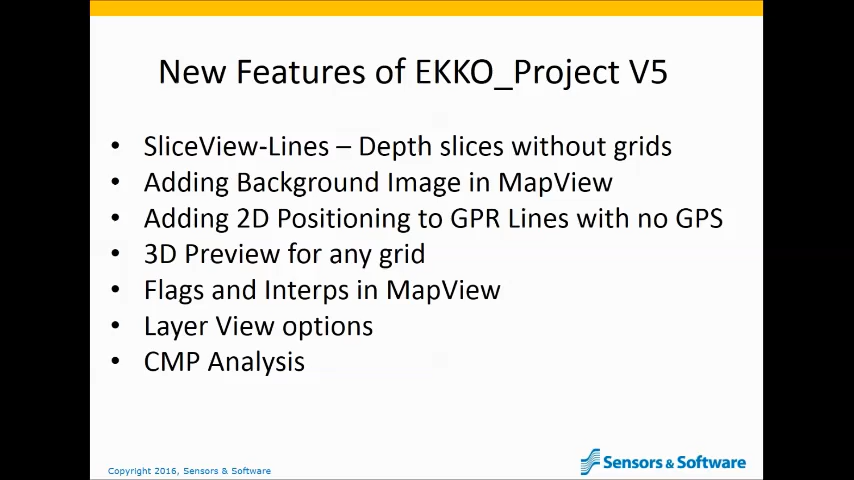 New Features of EKKO_Project V5
• SliceView-Lines – Depth slices without grids
• Adding Background Image in MapView
• Adding 2D Positioning to GPR Lines with no GPS
• 3D Preview for any grid
• Flags and Interps in MapView
• Layer View options
• CMP Analysis
Copyright 2016, Sensors & Software
Sensors & Software